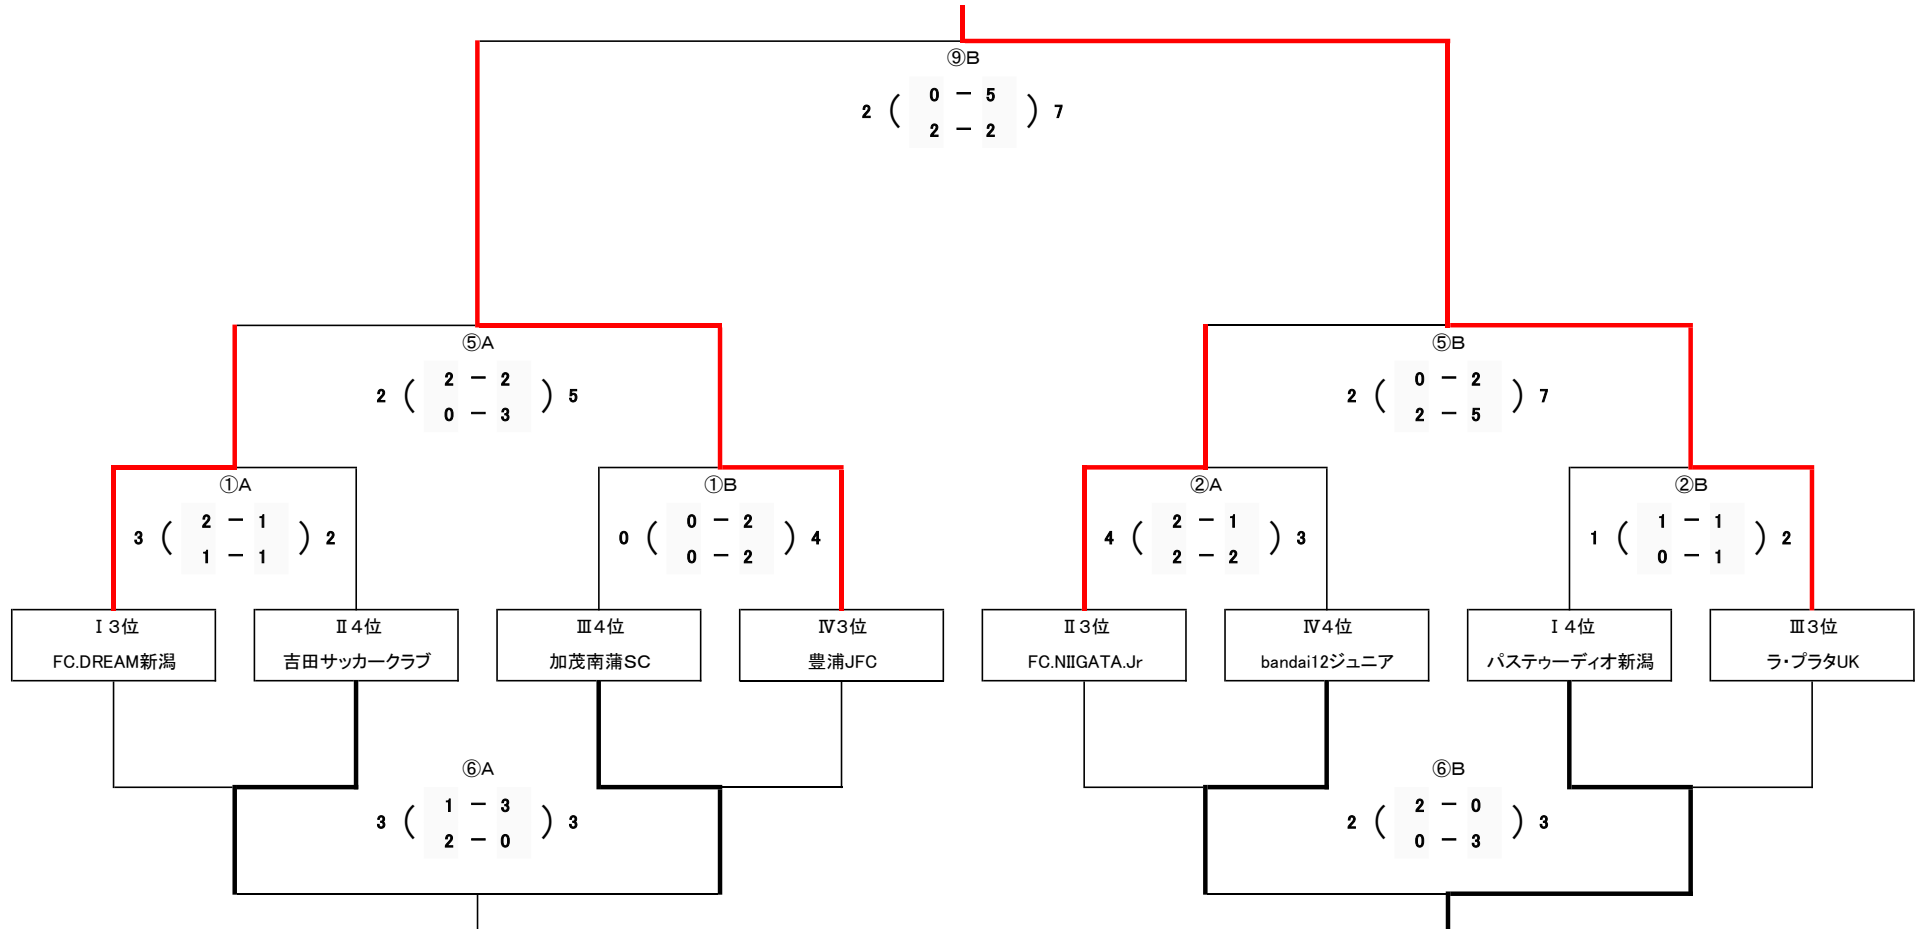 ⑨B
0 － 5
2 ( ) 7
2 － 2
⑤A
⑤B
2 － 2
0 － 2
2 ( ) 5
2 ( ) 7
0 － 3
2 － 5
①A
①B
②A
②B
2 － 1
0 － 2
2 － 1
1 － 1
3 ( ) 2
0 ( ) 4
4 ( ) 3
1 ( ) 2
1 － 1
0 － 2
2 － 2
0 － 1
Ⅰ３位
Ⅱ４位
Ⅲ４位
Ⅳ３位
Ⅱ３位
Ⅳ４位
Ⅰ４位
Ⅲ３位
FC.DREAM新潟
吉田サッカークラブ
加茂南蒲SC
豊浦JFC
FC.NIIGATA.Jr
bandai12ジュニア
パステゥーディオ新潟
ラ・プラタUK
⑥A
⑥B
1 － 3
2 － 0
3 ( ) 3
2 ( ) 3
2 － 0
0 － 3